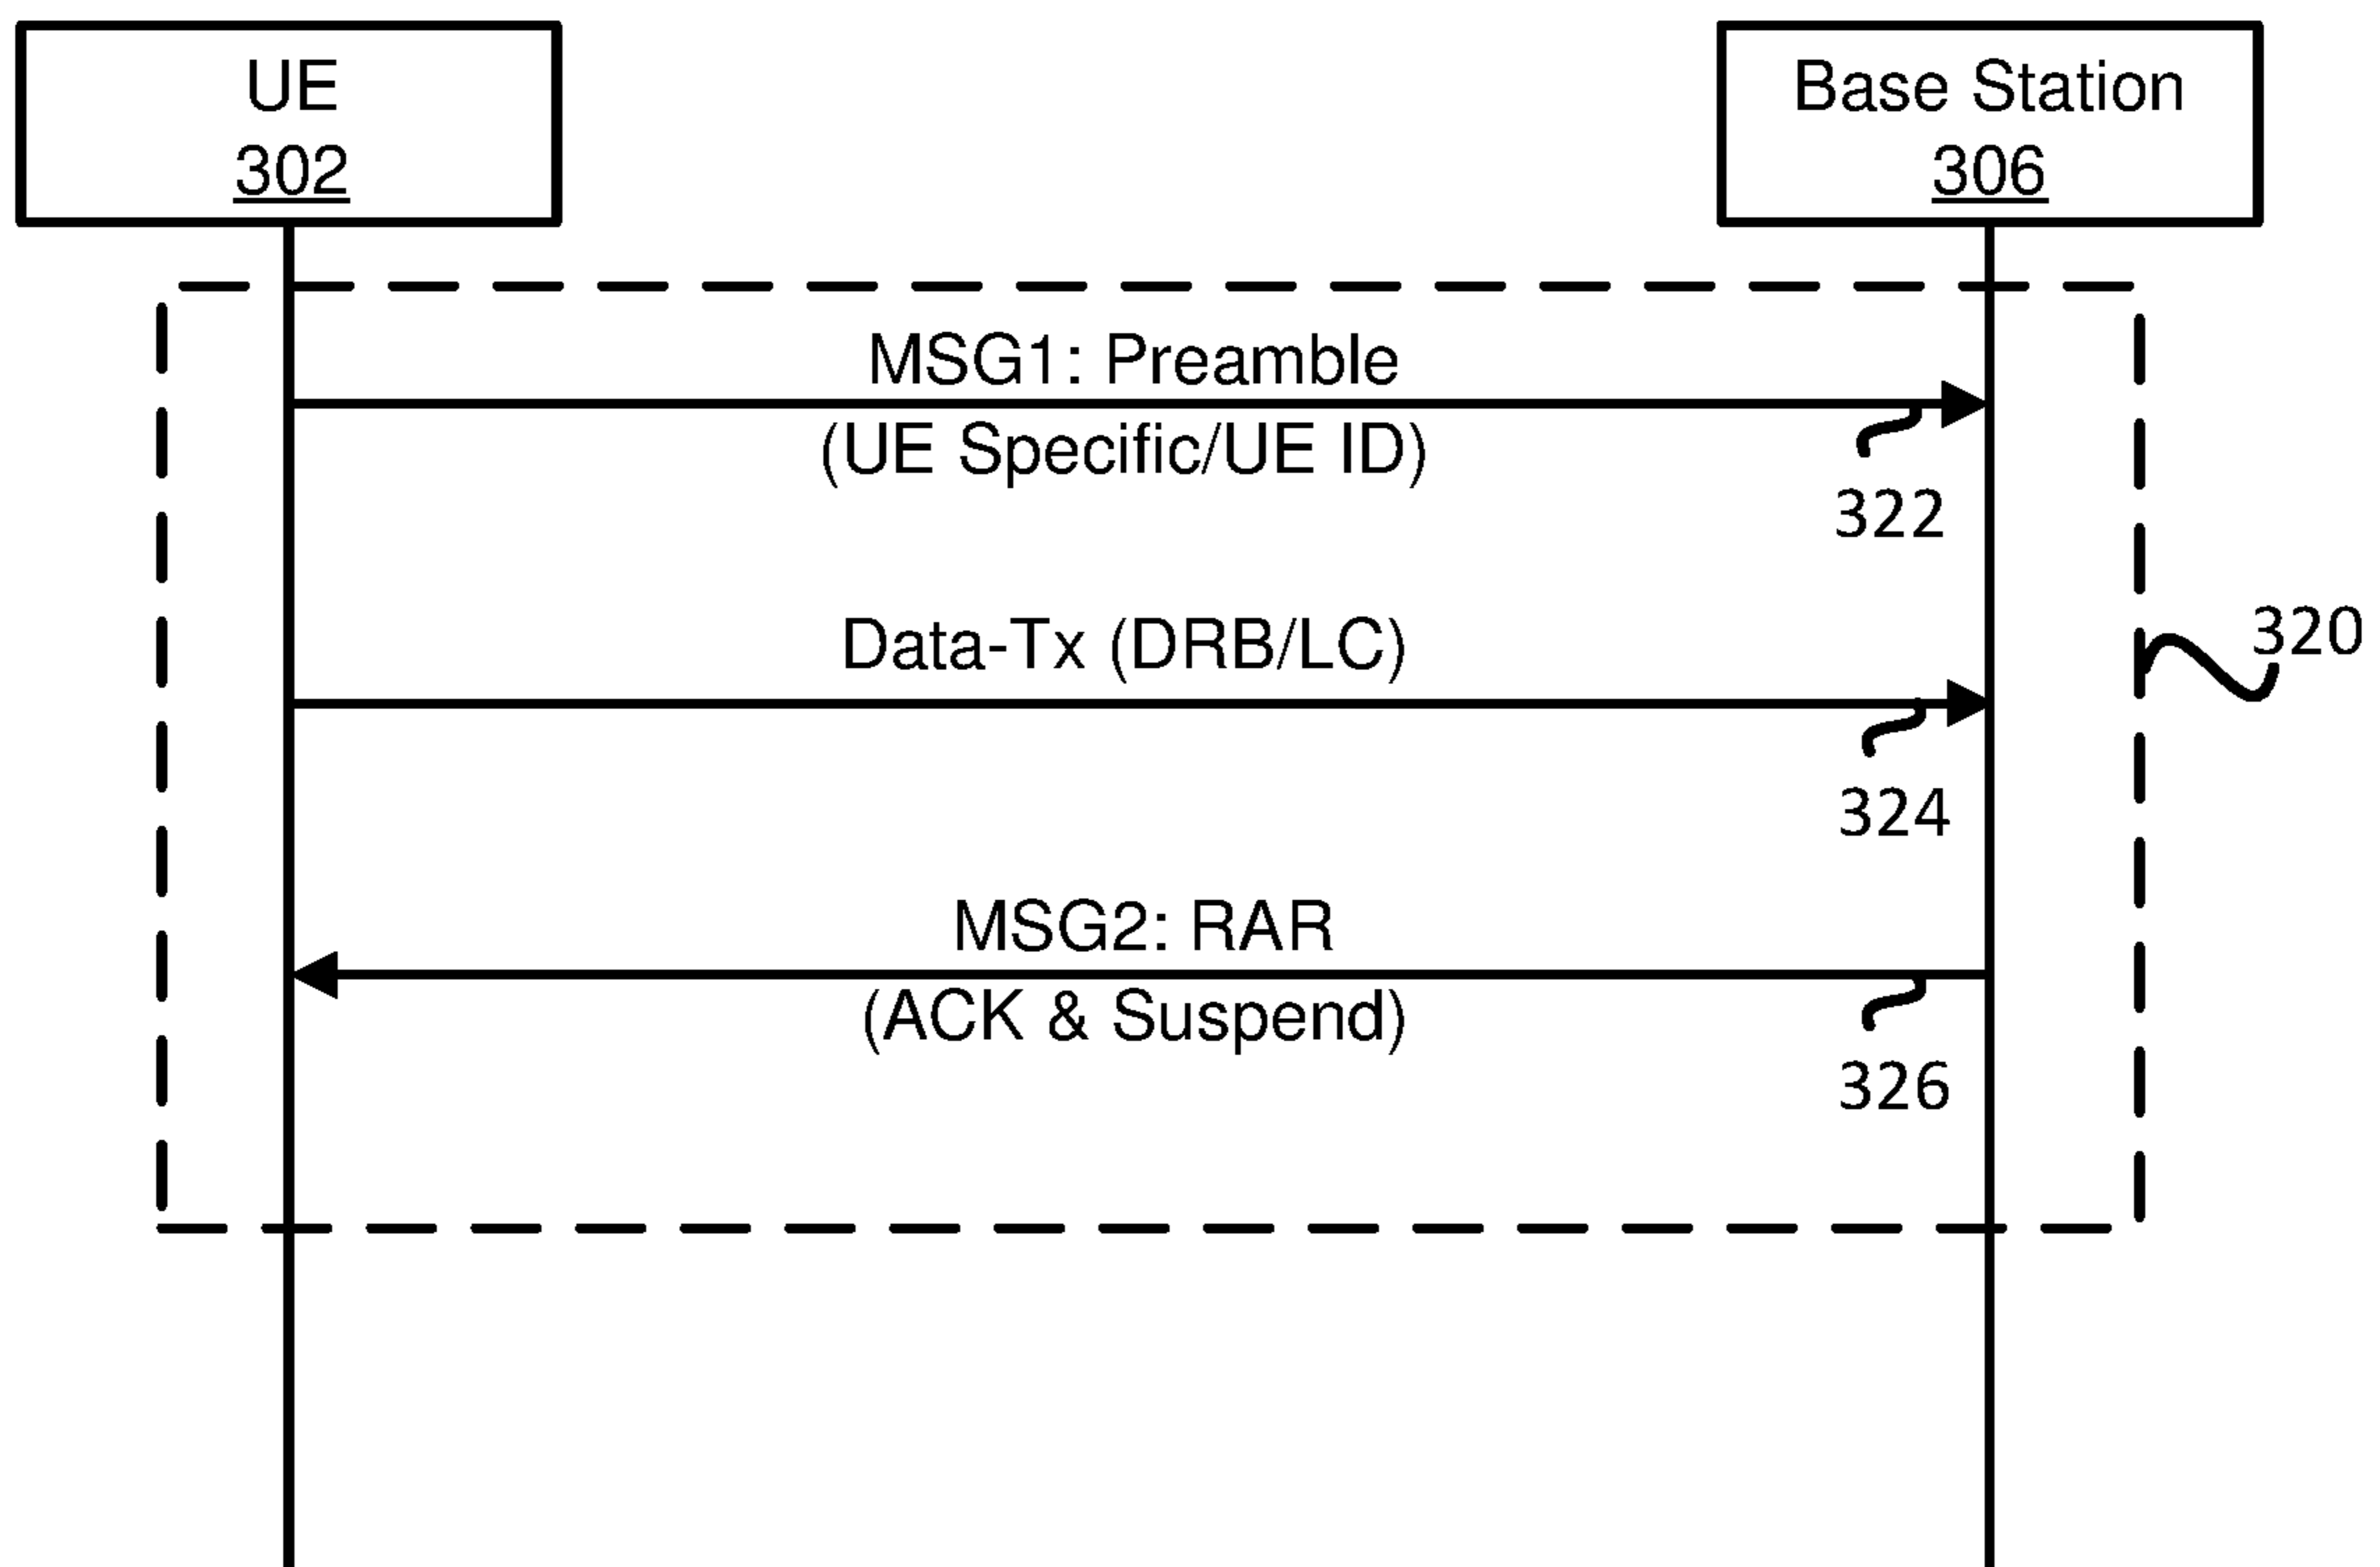 UE
302
Base Station
306
MSG1: Preamble
(UE Specific/UE ID)
322
Data-Tx (DRB/LC)
320
324
MSG2: RAR
(ACK & Suspend)
326